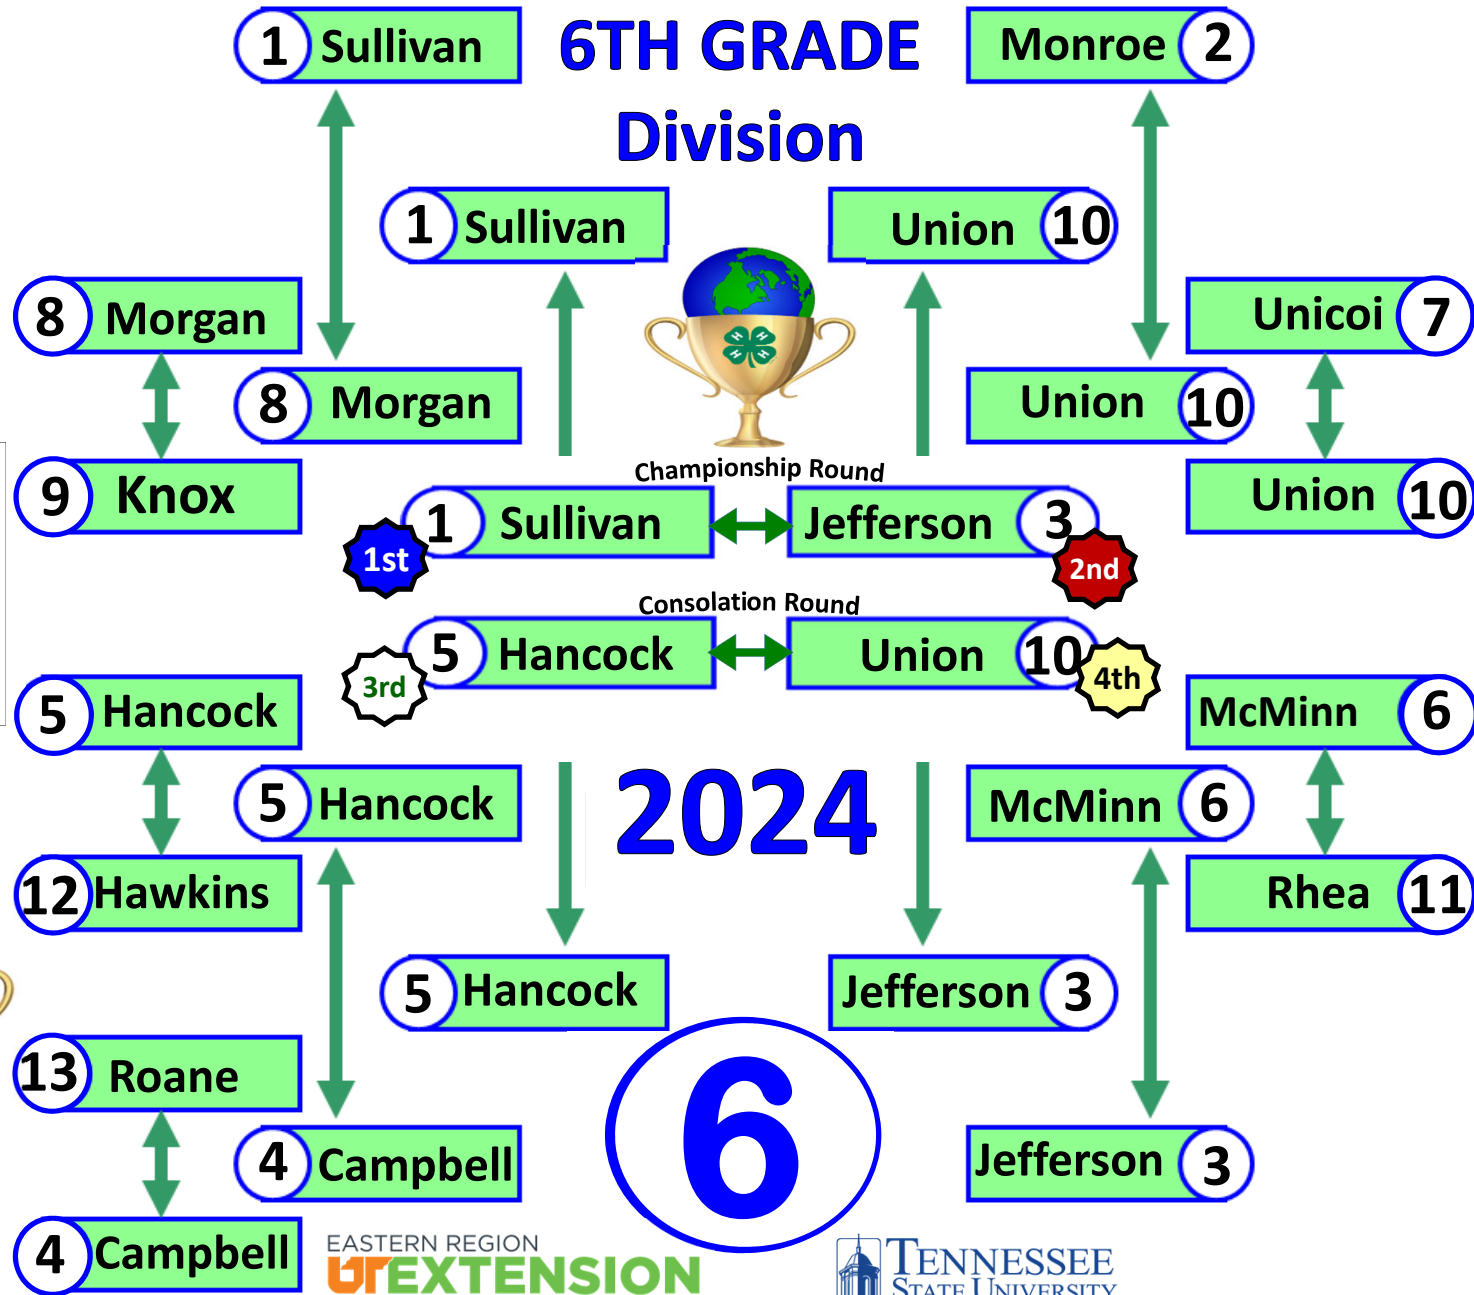 1 Sullivan
6TH GRADE
Monroe 2
Division
1 Sullivan
Union 10
8 Morgan
Unicoi 7
H H
H H
8 Morgan
Union 10
Championship Round
9 Knox
Union 10
1 Sullivan
Jefferson 3
1st
2nd
Consolation Round
5 Hancock
Union 10
3rd
4th
5 Hancock
McMinn 6
5 Hancock
2024
McMinn 6
12 Hawkins
Rhea 11
5 Hancock
Jefferson 3
13 Roane
6
4 Campbell
Jefferson 3
4 Campbell
EASTERN REGION
UTEXTENSION
TENNESSEE
STATE UNIVERSITY